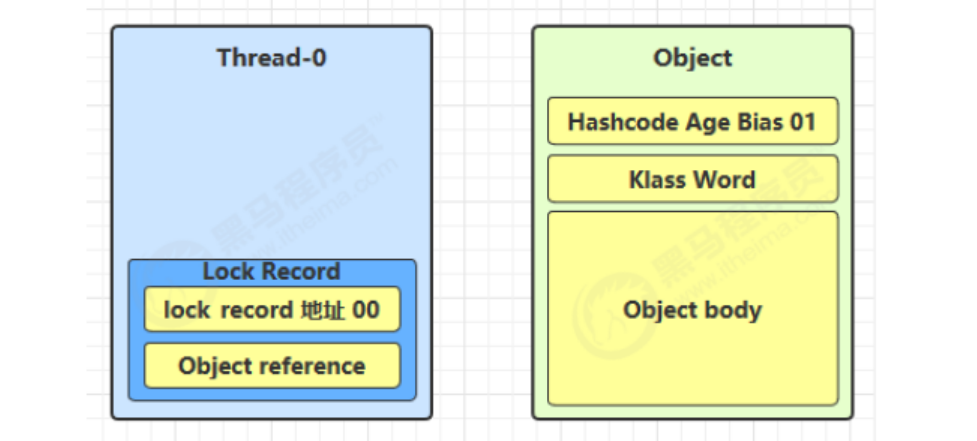 Thread-0
Lock Record
lock record 地址 00
Object reference
Object
Hashcode Age Bias 01
Klass Word
Object body
黑马程序员
www.itheima.com
黑马程序员
www.itheima.com